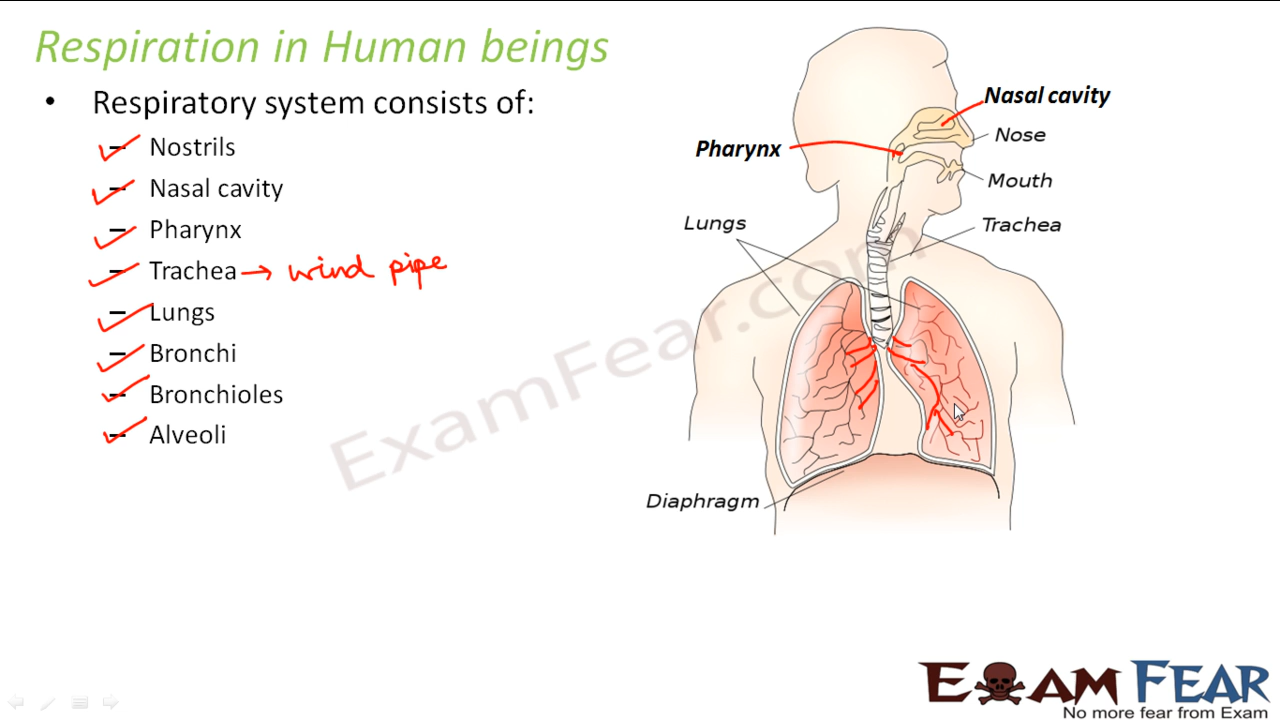 Respiration in Human beings
• Respiratory system consists of:
– Nostrils
– Nasal cavity
– Pharynx
– Trachea → wind pipe
– Lungs
– Bronchi
– Bronchioles
– Alveoli
Nasal cavity
Nose
Pharynx
Mouth
Lungs
Trachea
Diaphragm
ExamFear.com
EXAM FEAR
No more fear from Exam